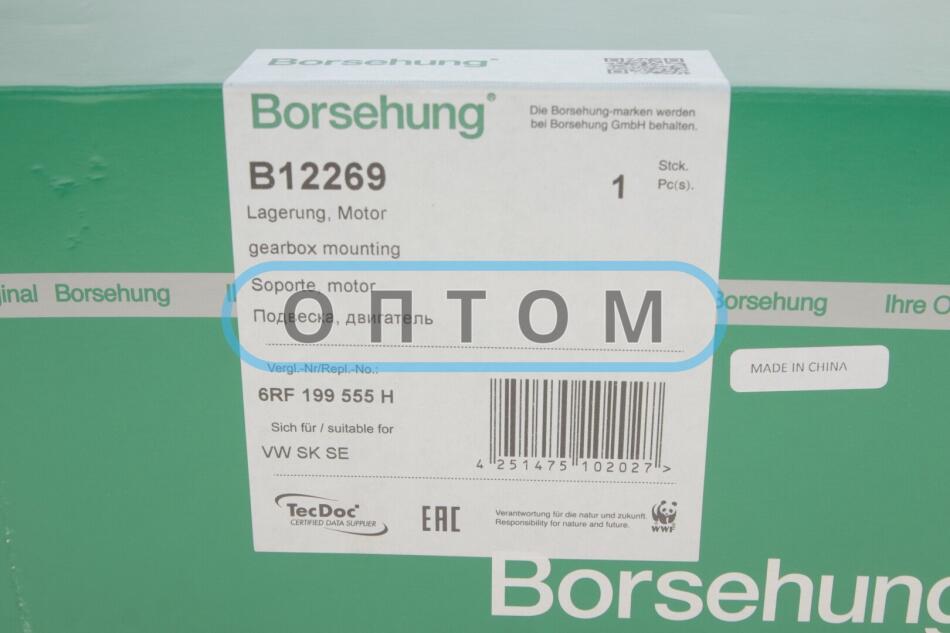 Borsehung®
Borsehung®
Die Borsehung-marken werden
bei Borsehung GmbH behalten.
B12269
1
Stck.
Pc(s).
Lagerung, Motor
gearbox mounting
Soporte, motor
Подвеска, двигатель
ОПТОМ
Borsehung
Borsehung
Ihre
MADE IN CHINA
Vergl.-Nr/Repl.-No.:
6RF 199 555 H
Sich für / suitable for
VW SK SE
4 251475 102027 >
TecDoc
CERTIFIED DATA SUPPLIER
EAC
Verantwortung für die natur und zukunft.
Responsibility for nature and future.
WWF
Borsehung